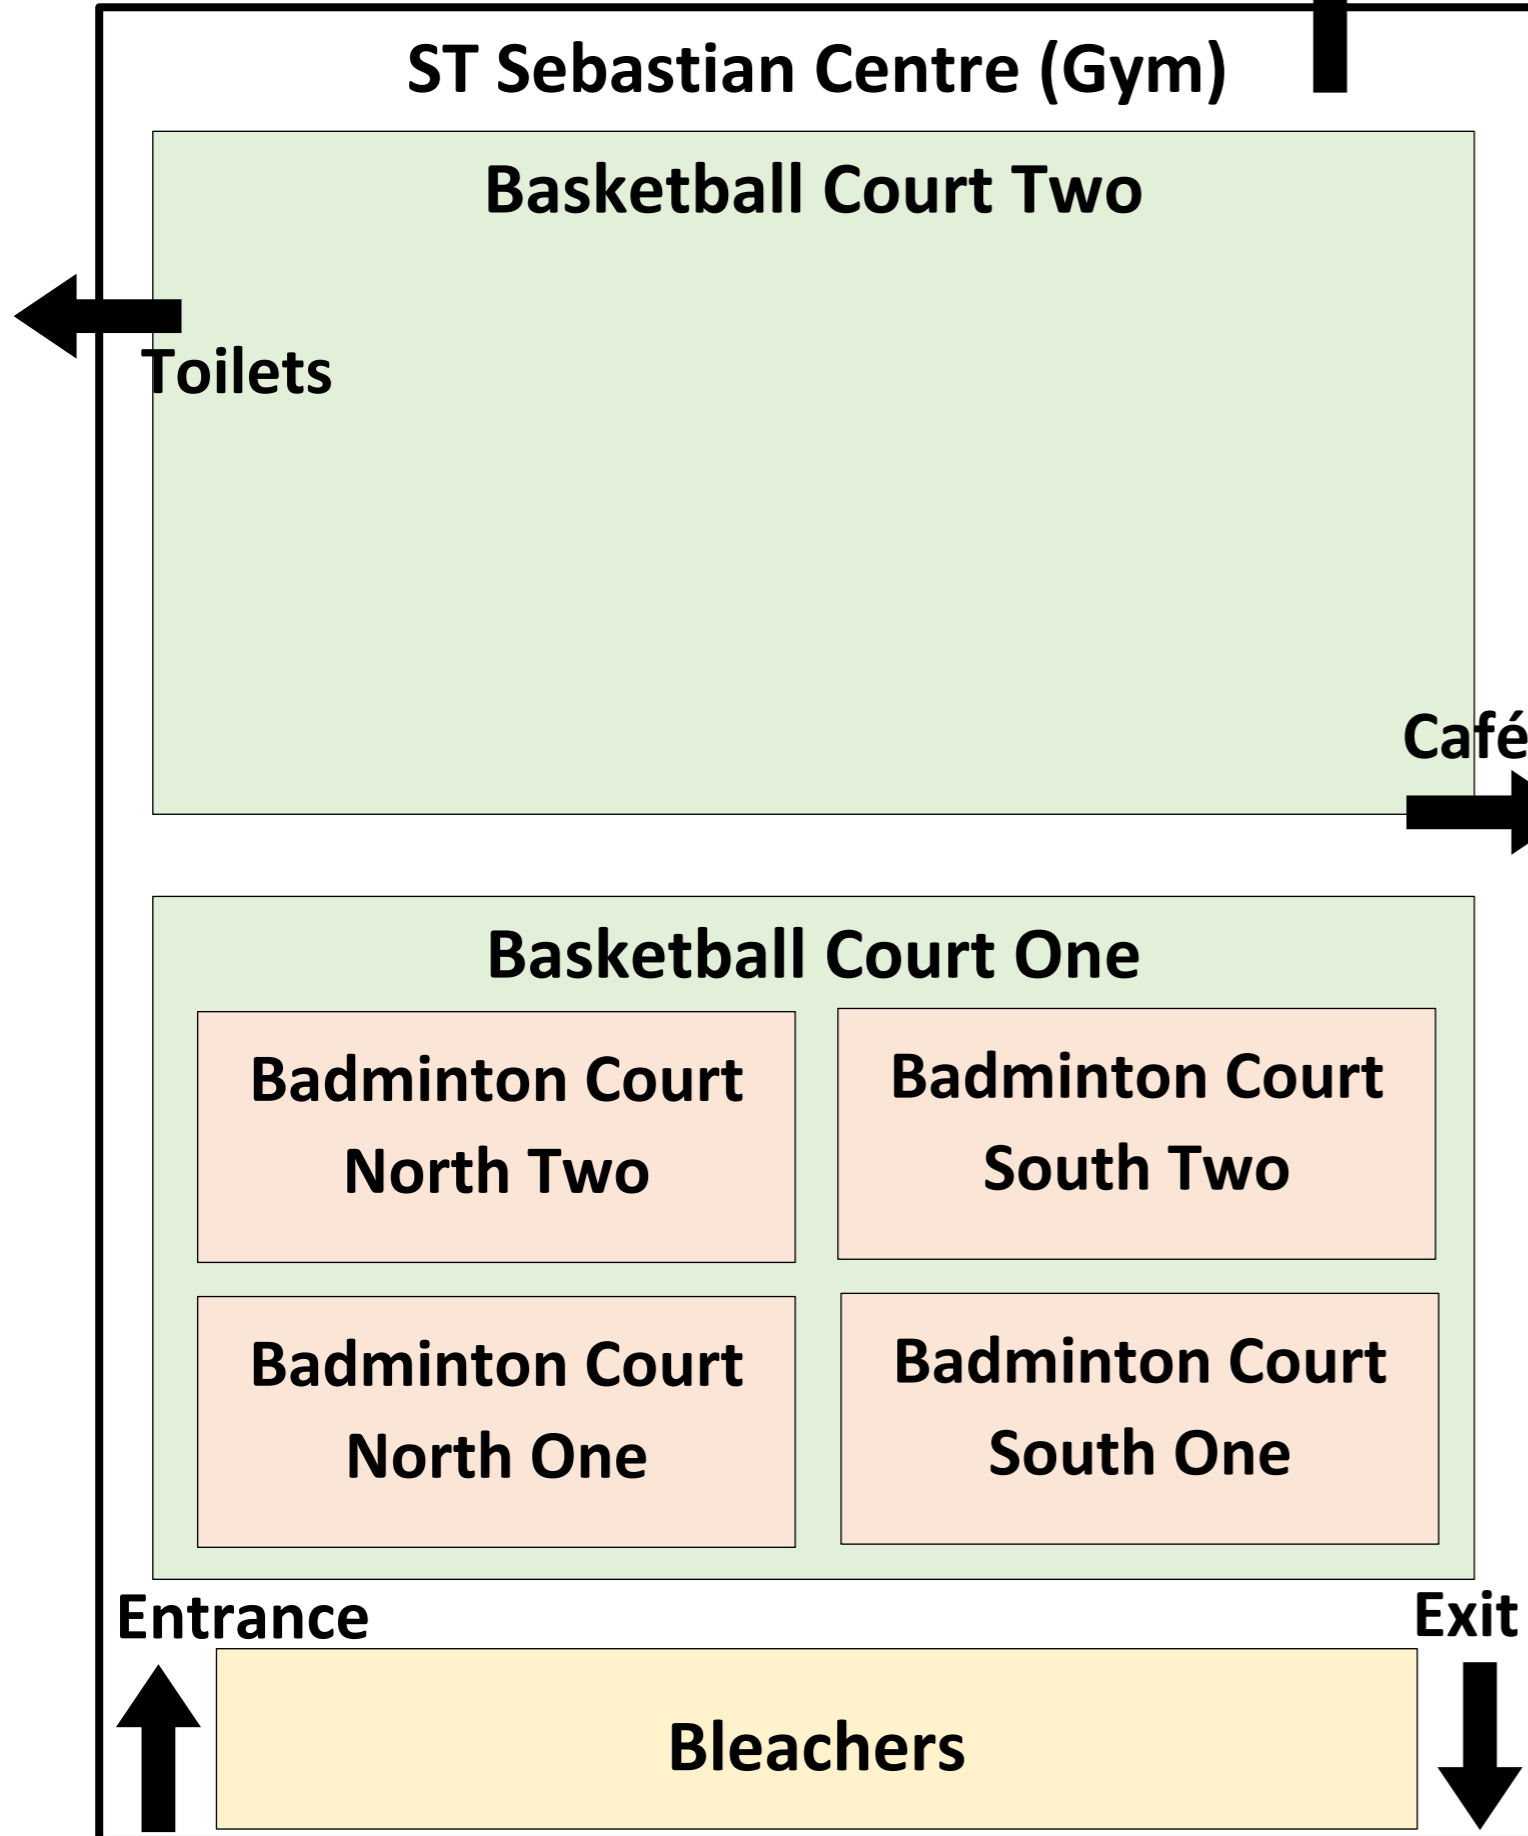 ST Sebastian Centre (Gym)
Basketball Court Two
Toilets
Café
Basketball Court One
Badminton Court
North Two
Badminton Court
South Two
Badminton Court
North One
Badminton Court
South One
Entrance
Exit
Bleachers